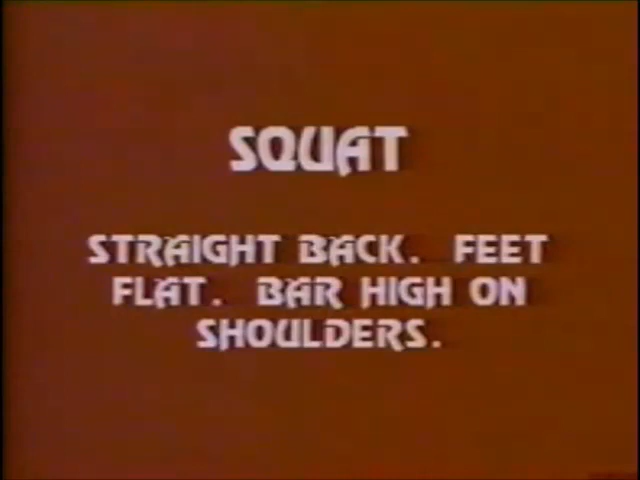 SQUAT
STRAIGHT BACK. FEET
FLAT. BAR HIGH ON
SHOULDERS.